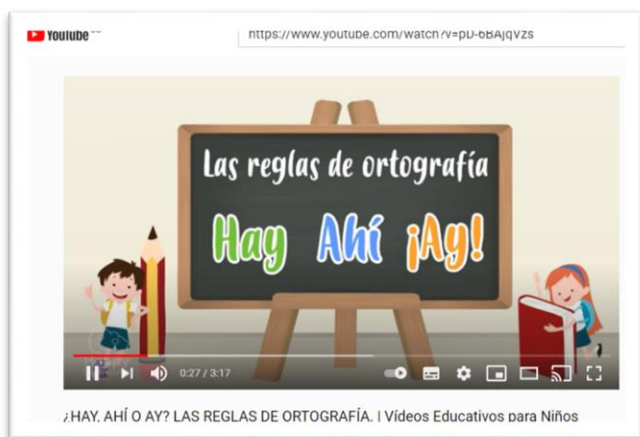 YouTube
https://www.youtube.com/watch?v=pD-6BAjqVzs
Las reglas de ortografía
Hay Ahí ¡Ay!
0:27 / 3:17
¿HAY, AHÍ O AY? LAS REGLAS DE ORTOGRAFÍA. | Vídeos Educativos para Niños